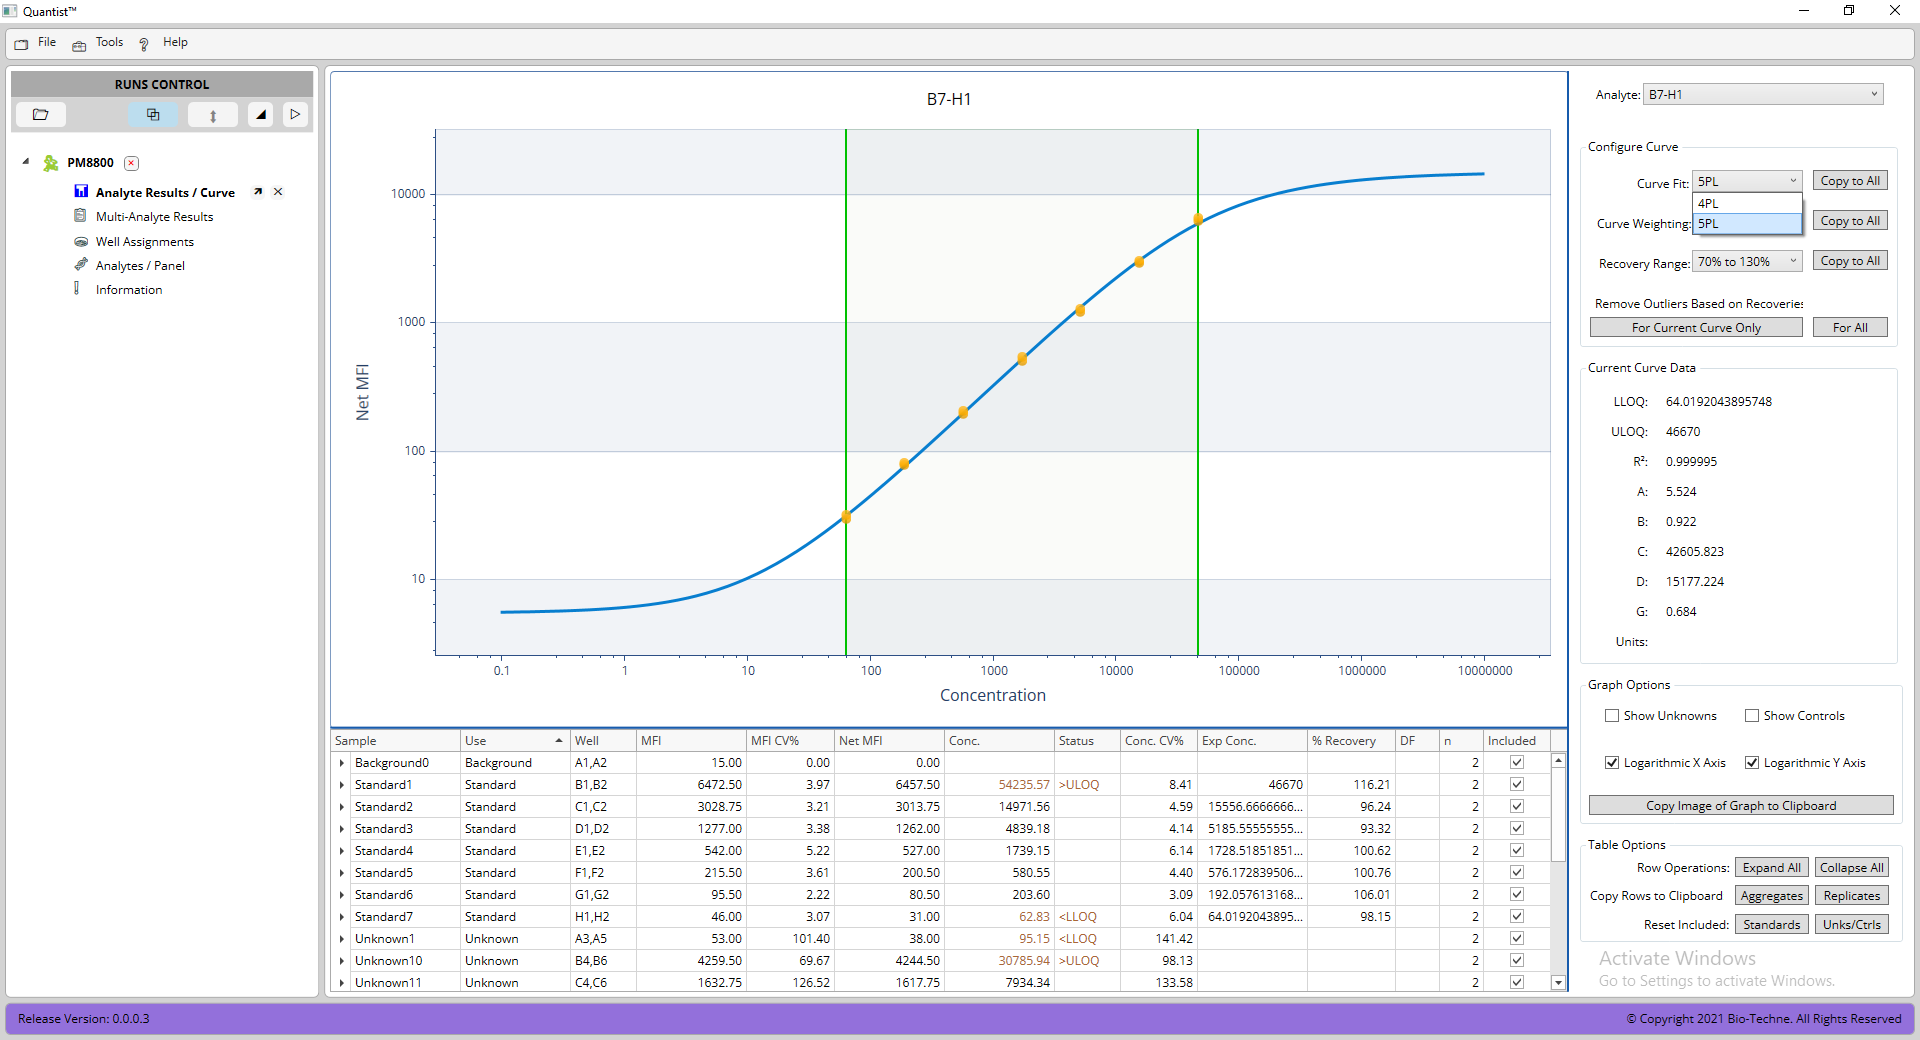 Quantist™
File Tools Help
RUNS CONTROL
PM8800
Analyte Results / Curve
Multi-Analyte Results
Well Assignments
Analytes / Panel
Information
B7-H1
Net MFI
10000
1000
100
10
0.1 1 10 100 1000 10000 100000 1000000 10000000
Concentration
Sample Use Well MFI MFI CV% Net MFI Conc. Status Conc. CV% Exp Conc. % Recovery DF n Included
Background0 Background A1,A2 15.00 0.00 0.00 2
Standard1 Standard B1,B2 6472.50 3.97 6457.50 54235.57 >ULOQ 8.41 46670 116.21 2
Standard2 Standard C1,C2 3028.75 3.21 3013.75 14971.56 4.59 15556.6666666... 96.24 2
Standard3 Standard D1,D2 1277.00 3.38 1262.00 4839.18 4.14 5185.55555555... 93.32 2
Standard4 Standard E1,E2 542.00 5.22 527.00 1739.15 6.14 1728.51851851... 100.62 2
Standard5 Standard F1,F2 215.50 3.61 200.50 580.55 4.40 576.172839506... 100.76 2
Standard6 Standard G1,G2 95.50 2.22 80.50 203.60 3.09 192.057613168... 106.01 2
Standard7 Standard H1,H2 46.00 3.07 31.00 62.83 <LLOQ 6.04 64.0192043895... 98.15 2
Unknown1 Unknown A3,A5 53.00 101.40 38.00 95.15 <LLOQ 141.42 2
Unknown10 Unknown B4,B6 4259.50 69.67 4244.50 30785.94 >ULOQ 98.13 2
Unknown11 Unknown C4,C6 1632.75 126.52 1617.75 7934.34 133.58 2
Analyte: B7-H1
Configure Curve
Curve Fit: 5PL Copy to All
4PL
Curve Weighting: 5PL Copy to All
Recovery Range: 70% to 130% Copy to All
Remove Outliers Based on Recoveries
For Current Curve Only For All
Current Curve Data
LLOQ: 64.0192043895748
ULOQ: 46670
R²: 0.999995
A: 5.524
B: 0.922
C: 42605.823
D: 15177.224
G: 0.684
Units:
Graph Options
Show Unknowns Show Controls
Logarithmic X Axis Logarithmic Y Axis
Copy Image of Graph to Clipboard
Table Options
Row Operations: Expand All Collapse All
Copy Rows to Clipboard Aggregates Replicates
Reset Included: Standards Unks/Ctrls
Activate Windows
Go to Settings to activate Windows.
Release Version: 0.0.0.3
© Copyright 2021 Bio-Techne. All Rights Reserved